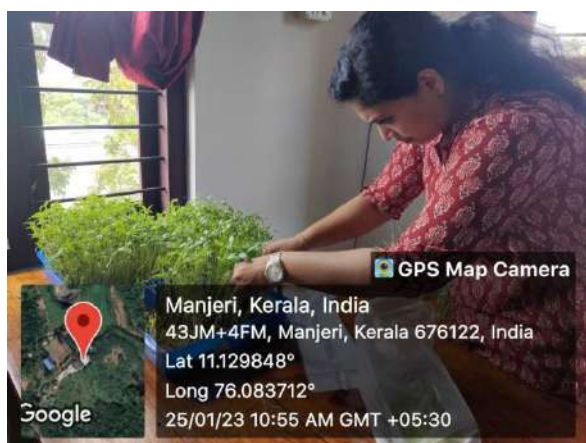 GPS Map Camera
Manjeri, Kerala, India
43JM+4FM, Manjeri, Kerala 676122, India
Lat 11.129848°
Long 76.083712°
25/01/23 10:55 AM GMT +05:30
Google